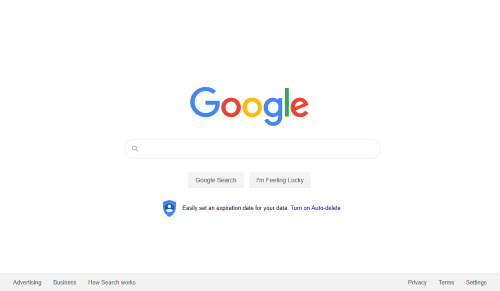 Google
Google Search I'm Feeling Lucky
Easily set an expiration date for your data. Turn on Auto-delete
Advertising Business How Search works Privacy Terms Settings